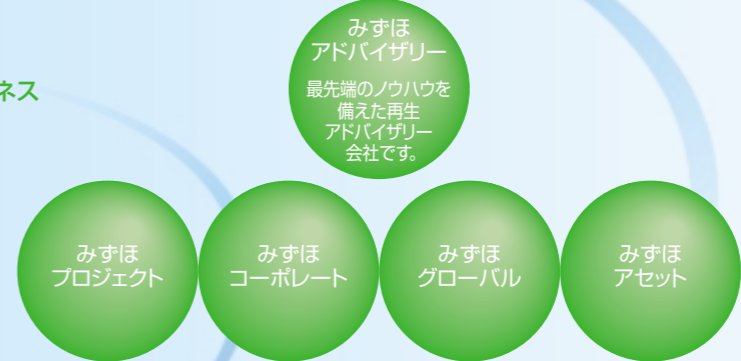 みずほ
アドバイザリー
最先端のノウハウを
備えた再生
アドバイザリー
会社です。
ネス
みずほ
プロジェクト
みずほ
コーポレート
みずほ
グローバル
みずほ
アセット